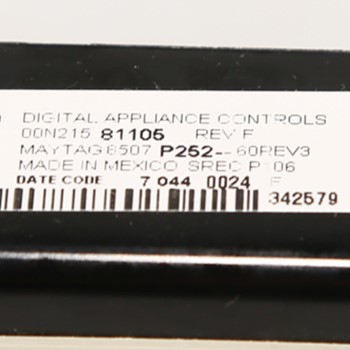 DIGITAL APPLIANCE CONTROLS
00N215 81105 REV F
MAYTAG 8507 P252--60REV3
MADE IN MEXICO SREC P 06
DATE CODE 7 044 0024 F
342579